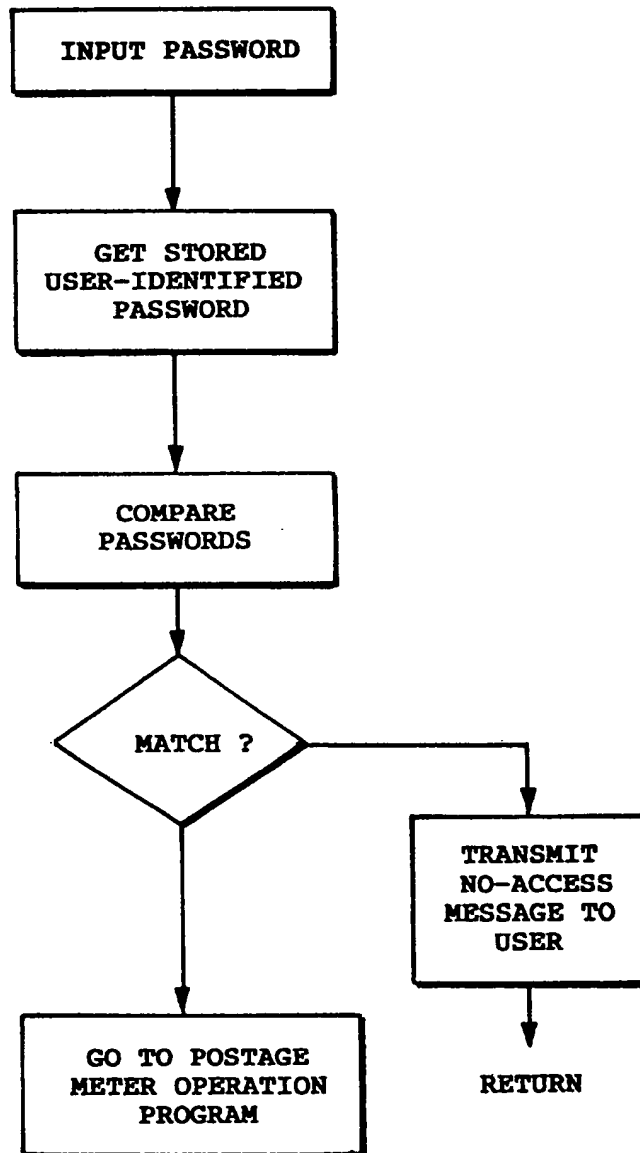 INPUT PASSWORD
GET STORED
USER-IDENTIFIED
PASSWORD
COMPARE
PASSWORDS
MATCH ?
TRANSMIT
NO-ACCESS
MESSAGE TO
USER
GO TO POSTAGE
METER OPERATION
PROGRAM
RETURN